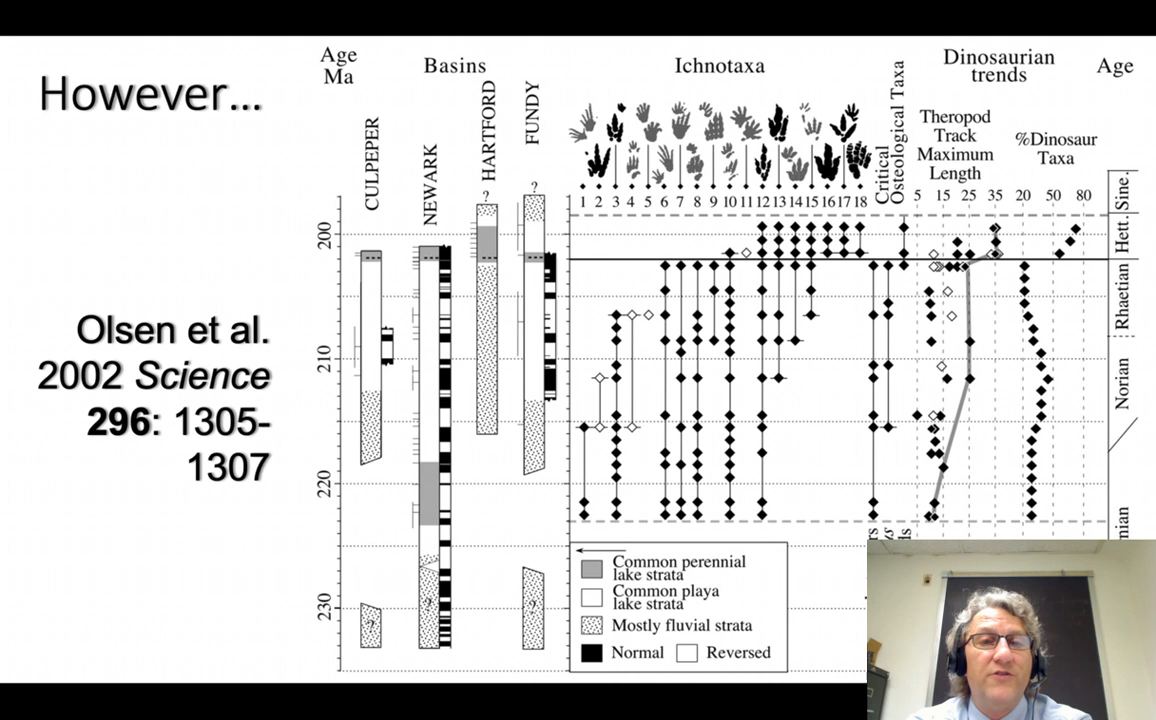 However…
Olsen et al.
2002 Science
296: 1305-
1307
Age
Ma
Basins
Ichnotaxa
Dinosaurian
trends
Age
CULPEPER
NEWARK
HARTFORD
FUNDY
?
?
Critical
Osteological Taxa
Theropod
Track
Maximum
Length
%Dinosaur
Taxa
1 2 3 4 5 6 7 8 9 10 11 12 13 14 15 16 17 18
5 15 25 35
20 50 80
200
210
220
230
Sine.
Hett.
Rhaetian
Norian
?
?
?
Common perennial
lake strata
Common playa
lake strata
Mostly fluvial strata
Normal
Reversed